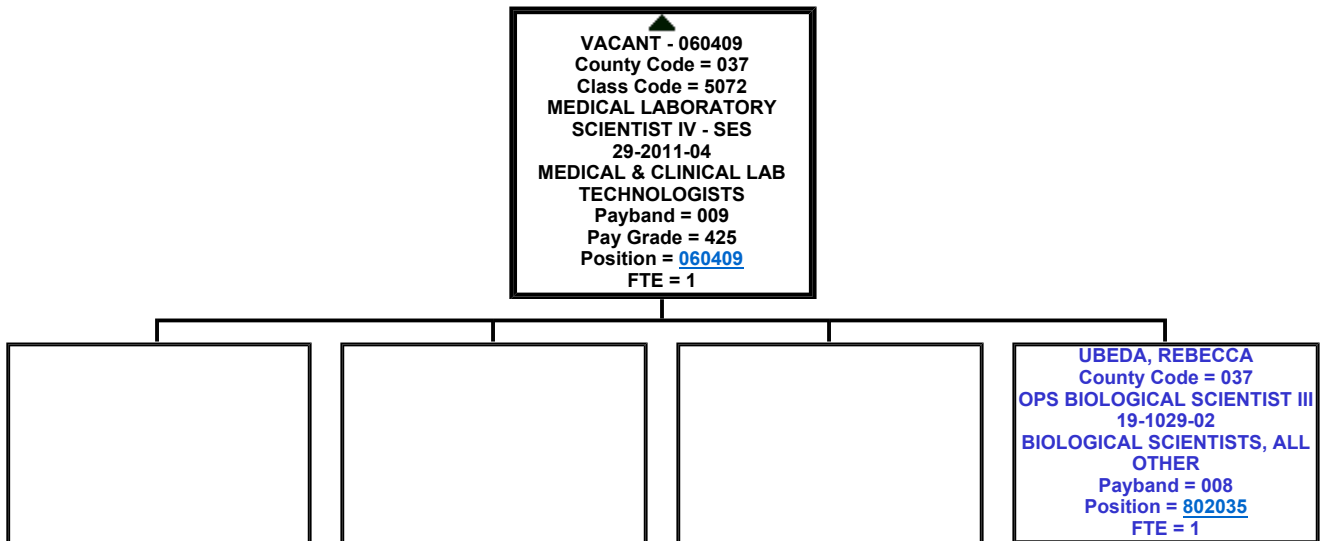 VACANT - 060409
County Code = 037
Class Code = 5072
MEDICAL LABORATORY
SCIENTIST IV - SES
29-2011-04
MEDICAL & CLINICAL LAB
TECHNOLOGISTS
Payband = 009
Pay Grade = 425
Position = 060409
FTE = 1
UBEDA, REBECCA
County Code = 037
OPS BIOLOGICAL SCIENTIST III
19-1029-02
BIOLOGICAL SCIENTISTS, ALL
OTHER
Payband = 008
Position = 802035
FTE = 1